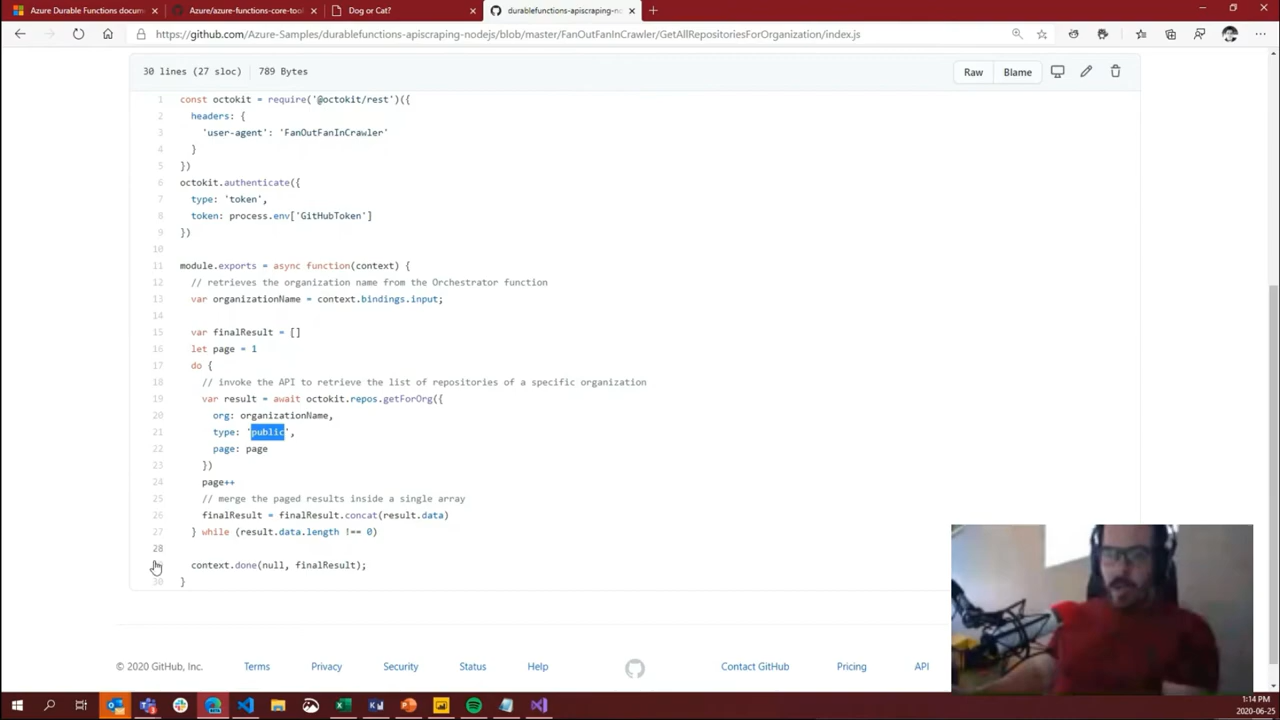 Azure Durable Functions docum
Azure/azure-functions-core-tool
Dog or Cat?
durablefunctions-apiscraping-no
https://github.com/Azure-Samples/durablefunctions-apiscraping-nodejs/blob/master/FanOutFanInCrawler/GetAllRepositoriesForOrganization/index.js
30 lines (27 sloc) 789 Bytes
Raw Blame
1 const octokit = require('@octokit/rest')({
2 headers: {
3 'user-agent': 'FanOutFanInCrawler'
4 }
5 })
6 octokit.authenticate({
7 type: 'token',
8 token: process.env['GitHubToken']
9 })
10
11 module.exports = async function(context) {
12 // retrieves the organization name from the Orchestrator function
13 var organizationName = context.bindings.input;
14
15 var finalResult = []
16 let page = 1
17 do {
18 // invoke the API to retrieve the list of repositories of a specific organization
19 var result = await octokit.repos.getForOrg({
20 org: organizationName,
21 type: 'public',
22 page: page
23 })
24 page++
25 // merge the paged results inside a single array
26 finalResult = finalResult.concat(result.data)
27 } while (result.data.length !== 0)
28
context.done(null, finalResult);
30 }
© 2020 GitHub, Inc. Terms Privacy Security Status Help Contact GitHub Pricing API
1:14 PM
2020-06-25